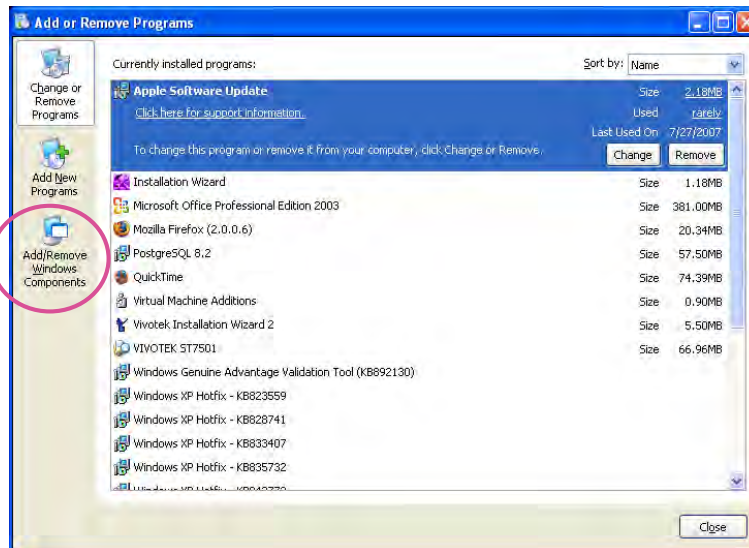 Add or Remove Programs
Change or
Remove
Programs
Add New
Programs
Add/Remove
Windows
Components
Currently installed programs:
Sort by: Name
Apple Software Update Size 2.18MB
Click here for support information. Used rarely
Last Used On 7/27/2007
To change this program or remove it from your computer, click Change or Remove. Change Remove
Installation Wizard Size 1.18MB
Microsoft Office Professional Edition 2003 Size 381.00MB
Mozilla Firefox (2.0.0.6) Size 20.34MB
PostgreSQL 8.2 Size 57.50MB
QuickTime Size 74.39MB
Virtual Machine Additions Size 0.90MB
Vivotek Installation Wizard 2 Size 5.50MB
VIVOTEK ST7501 Size 66.96MB
Windows Genuine Advantage Validation Tool (KB892130)
Windows XP Hotfix - KB823559
Windows XP Hotfix - KB828741
Windows XP Hotfix - KB833407
Windows XP Hotfix - KB835732
Close